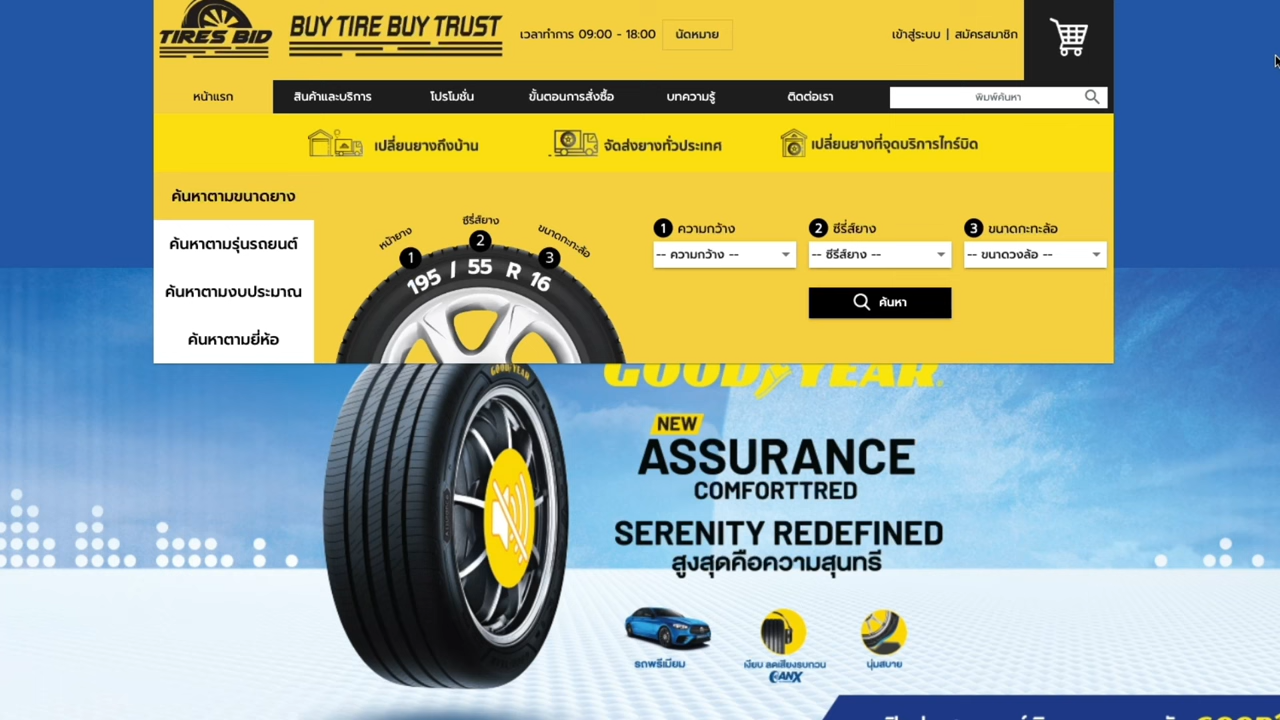 TIRES BID
BUY TIRE BUY TRUST
เวลาทำการ 09:00 - 18:00
นัดหมาย
เข้าสู่ระบบ | สมัครสมาชิก
หน้าแรก
สินค้าและบริการ
โปรโมชั่น
ขั้นตอนการสั่งซื้อ
บทความรู้
ติดต่อเรา
พิมพ์ค้นหา
เปลี่ยนยางถึงบ้าน
จัดส่งยางทั่วประเทศ
เปลี่ยนยางที่จุดบริการไทร์บิด
ค้นหาตามขนาดยาง
ค้นหาตามรุ่นรถยนต์
ค้นหาตามงบประมาณ
ค้นหาตามยี่ห้อ
หน้ายาง
ซีรี่ส์ยาง
ขนาดกะทะล้อ
1
2
3
195 / 55 R 16
1 ความกว้าง
2 ซีรี่ส์ยาง
3 ขนาดกะทะล้อ
-- ความกว้าง --
-- ซีรี่ส์ยาง --
-- ขนาดวงล้อ --
ค้นหา
GOODYEAR
GOODYEAR
NEW
ASSURANCE
COMFORTTRED
SERENITY REDEFINED
สูงสุดคือความสุนทรี
รถพรีเมียม
เงียบ ลดเสียงรบกวน
ANX
นุ่มสบาย